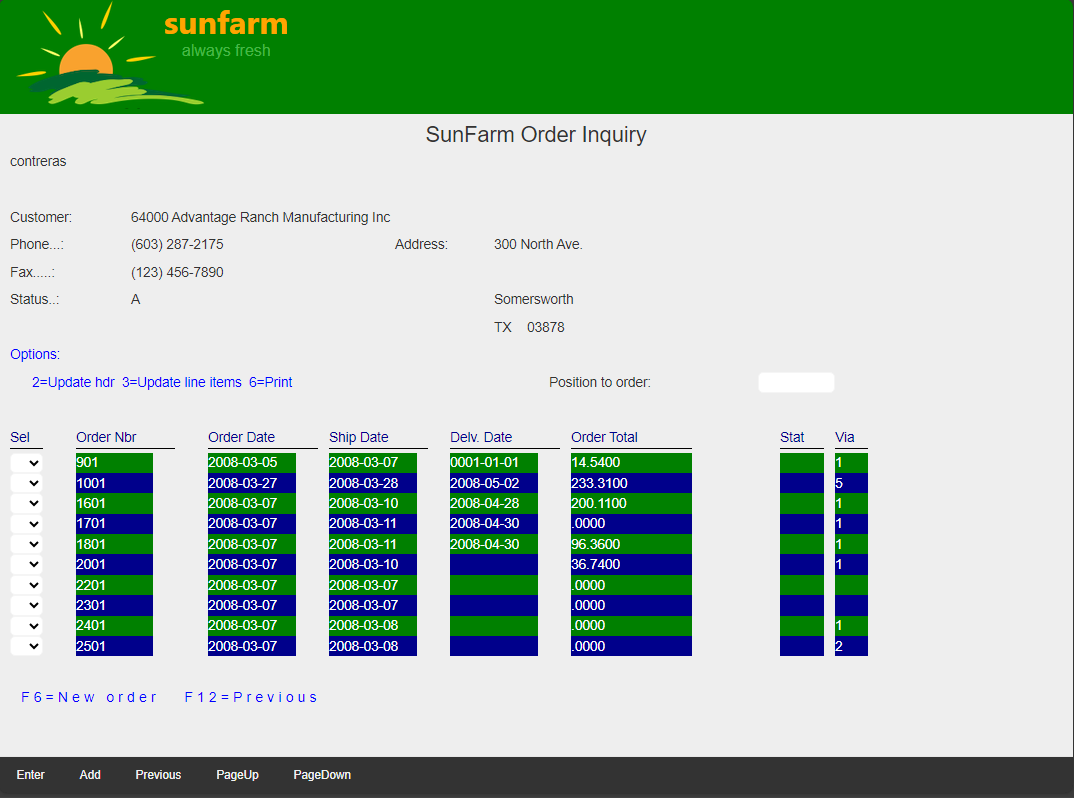 sunfarm
always fresh
SunFarm Order Inquiry
contreras
Customer: 64000 Advantage Ranch Manufacturing Inc
Phone...: (603) 287-2175 Address: 300 North Ave.
Fax.....: (123) 456-7890
Status..: A Somersworth
TX 03878
Options:
2=Update hdr 3=Update line items 6=Print Position to order:
Sel Order Nbr Order Date Ship Date Delv. Date Order Total Stat Via
901 2008-03-05 2008-03-07 0001-01-01 14.5400 1
1001 2008-03-27 2008-03-28 2008-05-02 233.3100 5
1601 2008-03-07 2008-03-10 2008-04-28 200.1100 1
1701 2008-03-07 2008-03-11 2008-04-30 .0000 1
1801 2008-03-07 2008-03-11 2008-04-30 96.3600 1
2001 2008-03-07 2008-03-10 36.7400 1
2201 2008-03-07 2008-03-07 .0000
2301 2008-03-07 2008-03-07 .0000
2401 2008-03-07 2008-03-08 .0000 1
2501 2008-03-07 2008-03-08 .0000 2
F6=New order F12=Previous
Enter Add Previous PageUp PageDown